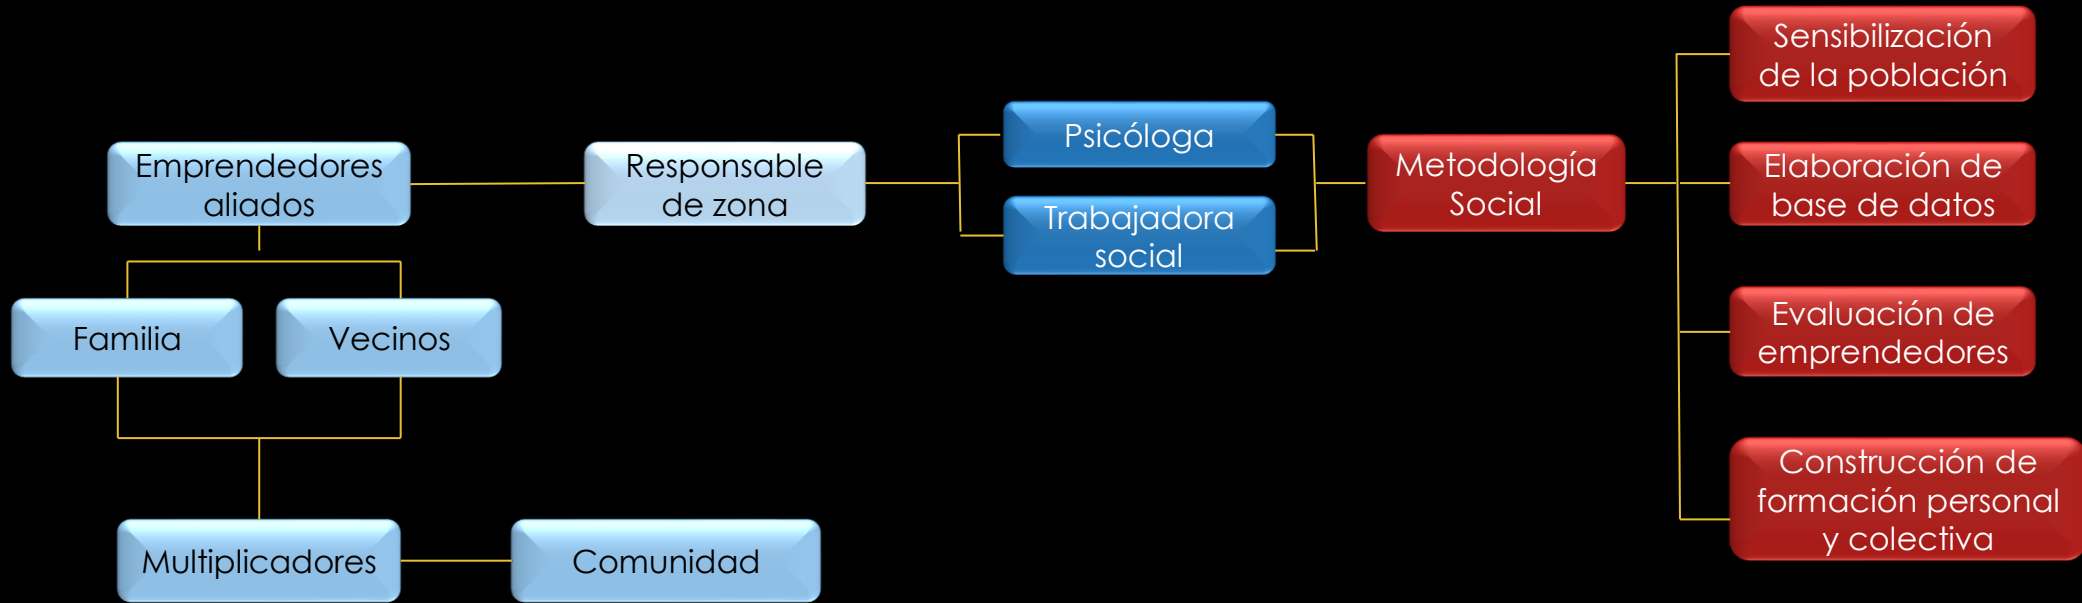 Emprendedores
aliados
Familia
Vecinos
Multiplicadores
Comunidad
Responsable
de zona
Psicóloga
Trabajadora
social
Metodología
Social
Sensibilización
de la población
Elaboración de
base de datos
Evaluación de
emprendedores
Construcción de
formación personal
y colectiva